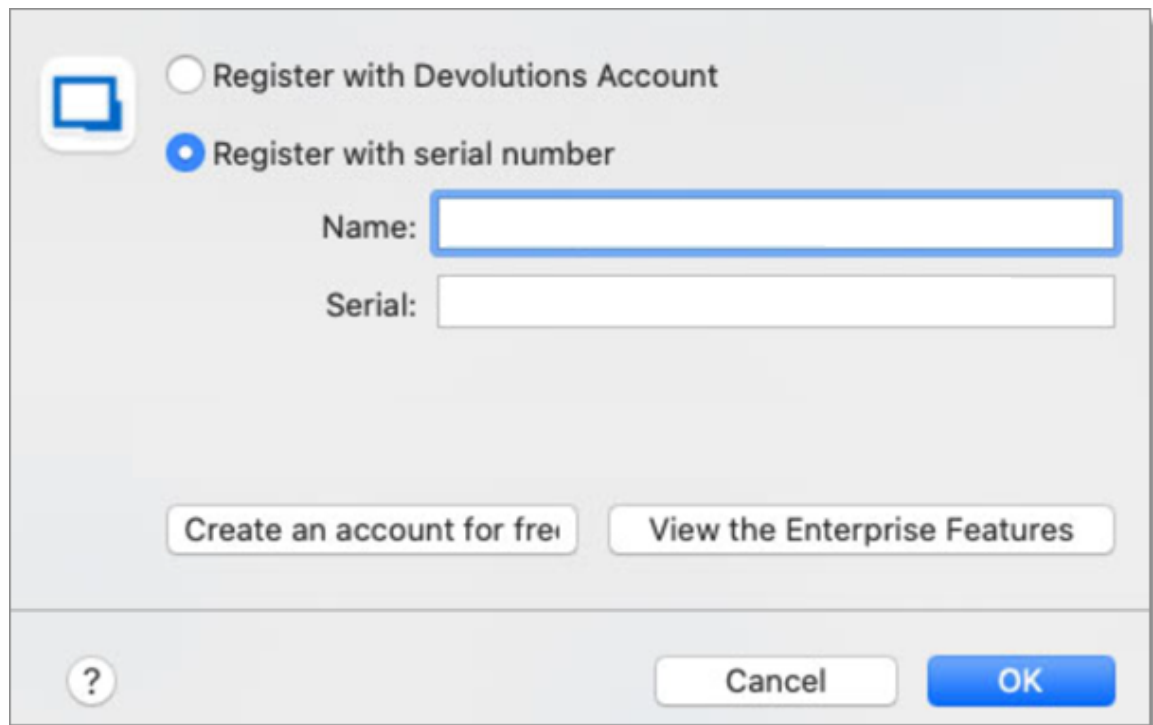 Register with Devolutions Account
Register with serial number
Name:
Serial:
Create an account for fre
View the Enterprise Features
?
Cancel
OK